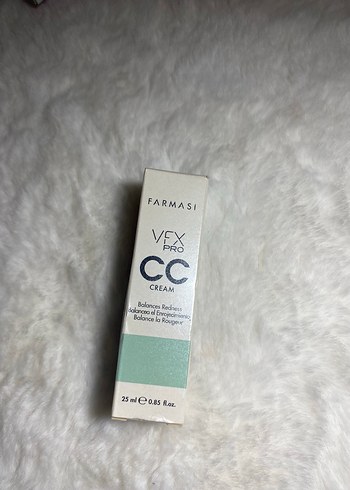 FARMASI
VFX
PRO
CC
CREAM
Balances Redness
Balancea el Enrojecimiento
Balance la Rougeur
25 ml ℮ 0.85 fl.oz.